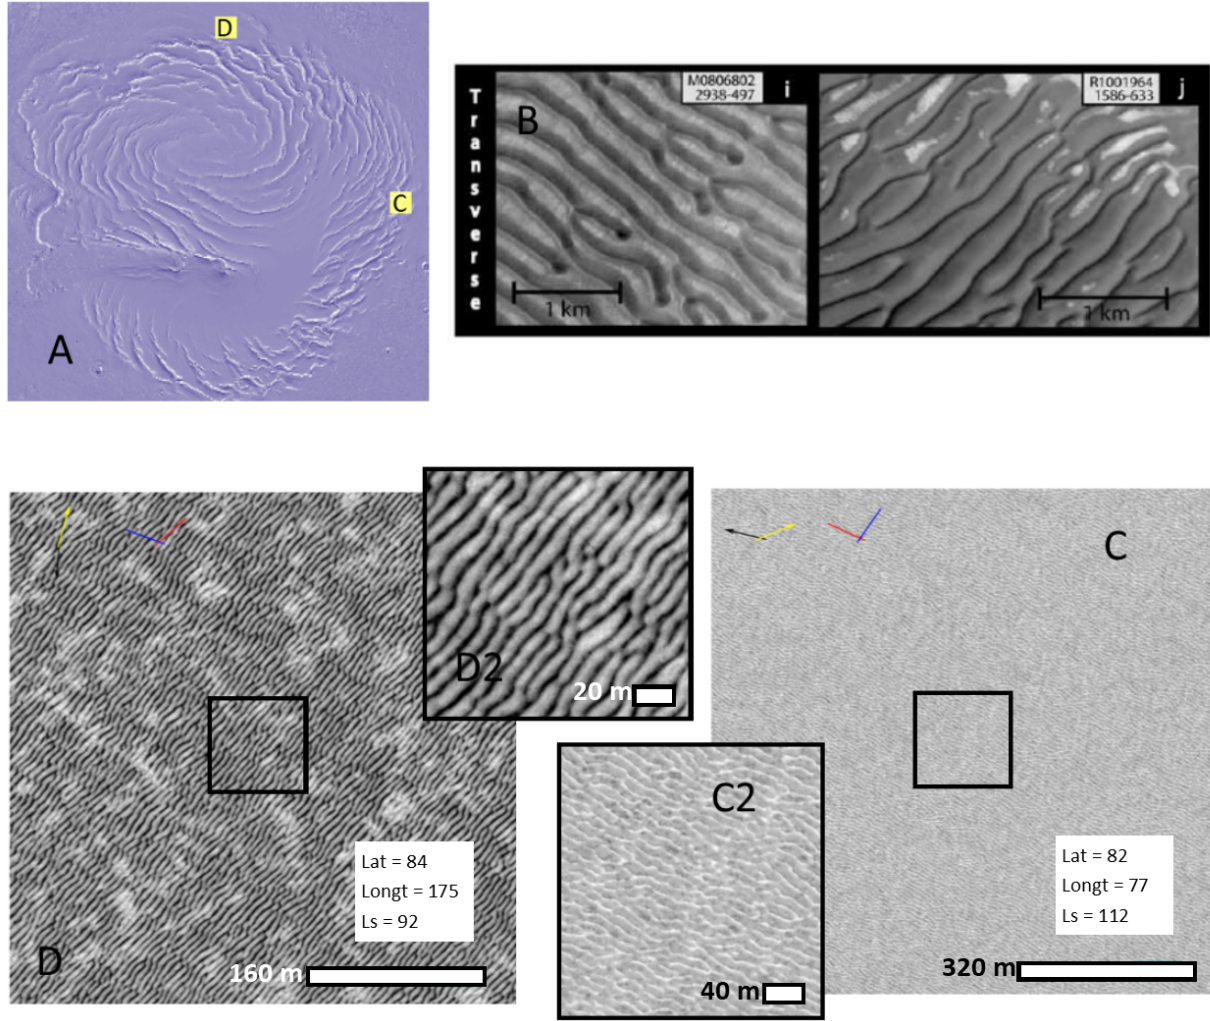 D
C
A
Transverse
B
M0806802
2938-497
i
R1001964
1586-633
j
1 km
1 km
D2
20 m
C
C2
40 m
Lat = 84
Longt = 175
Ls = 92
D
160 m
Lat = 82
Longt = 77
Ls = 112
320 m